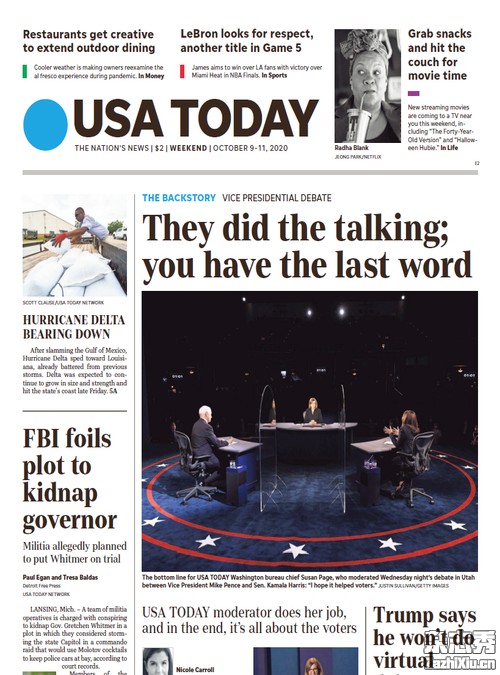 Restaurants get creative
to extend outdoor dining
Cooler weather is making owners reexamine the
al fresco experience during pandemic. In Money
LeBron looks for respect,
another title in Game 5
James aims to win over LA fans with victory over
Miami Heat in NBA Finals. In Sports
Radha Blank
JEONG PARK/NETFLIX
Grab snacks
and hit the
couch for
movie time
New streaming movies
are coming to a TV near
you this weekend, in-
cluding “The Forty-Year-
Old Version” and “Hallow-
een Hubie.” In Life
USA TODAY
THE NATION'S NEWS | $2 | WEEKEND | OCTOBER 9-11, 2020
E2
SCOTT CLAUSE/USA TODAY NETWORK
HURRICANE DELTA
BEARING DOWN
After slamming the Gulf of Mexico,
Hurricane Delta sped toward Louisi-
ana, already battered from previous
storms. Delta was expected to con-
tinue to grow in size and strength and
hit the state's coast late Friday. 5A
FBI foils
plot to
kidnap
governor
Militia allegedly planned
to put Whitmer on trial
Paul Egan and Tresa Baldas
Detroit Free Press
USA TODAY NETWORK
LANSING, Mich. – A team of militia
operatives is charged with conspiring
to kidnap Gov. Gretchen Whitmer in a
plot in which they considered storm-
ing the state Capitol in a commando
raid that would use Molotov cocktails
to keep police cars at bay, according to
court records.
Members of the
THE BACKSTORY VICE PRESIDENTIAL DEBATE
They did the talking;
you have the last word
The bottom line for USA TODAY Washington bureau chief Susan Page, who moderated Wednesday night's debate in Utah
between Vice President Mike Pence and Sen. Kamala Harris: “I hope it helped voters.” JUSTIN SULLIVAN/GETTY IMAGES
USA TODAY moderator does her job,
and in the end, it's all about the voters
Nicole Carroll
Trump says
he won't do
virtual
zazhiXiu.com